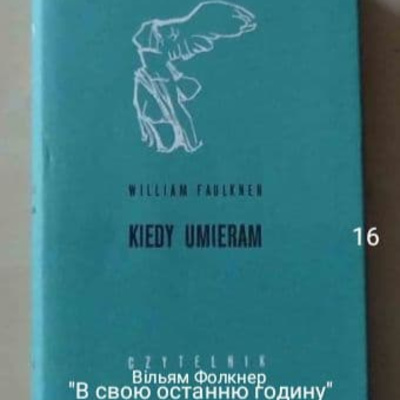 WILLIAM FAULKNER
KIEDY UMIERAM
16
CZYTELNIK
Вільям Фолкнер
"В свою останню годину"